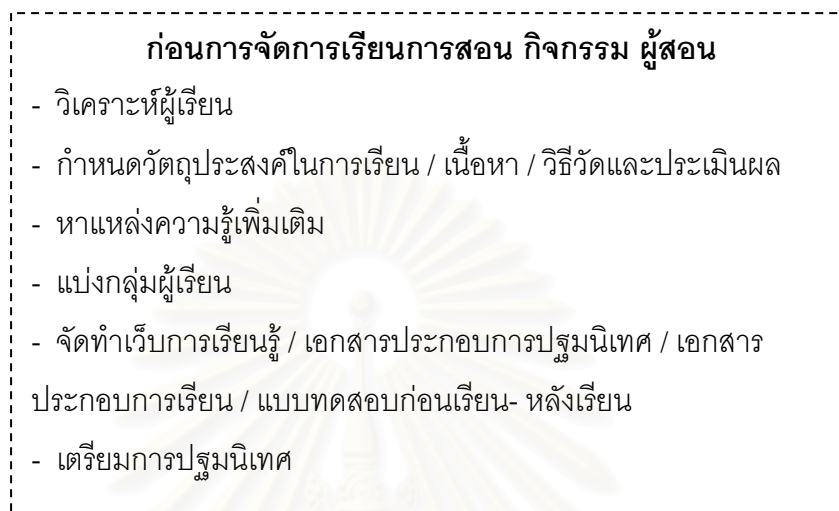 ก่อนการจัดการเรียนการสอน กิจกรรม ผู้สอน
- วิเคราะห์ผู้เรียน
- กำหนดวัตถุประสงค์ในการเรียน / เนื้อหา / วิธีวัดและประเมินผล
- หาแหล่งความรู้เพิ่มเติม
- แบ่งกลุ่มผู้เรียน
- จัดทำเว็บการเรียนรู้ / เอกสารประกอบการปฐมนิเทศ / เอกสาร
ประกอบการเรียน / แบบทดสอบก่อนเรียน- หลังเรียน
- เตรียมการปฐมนิเทศ